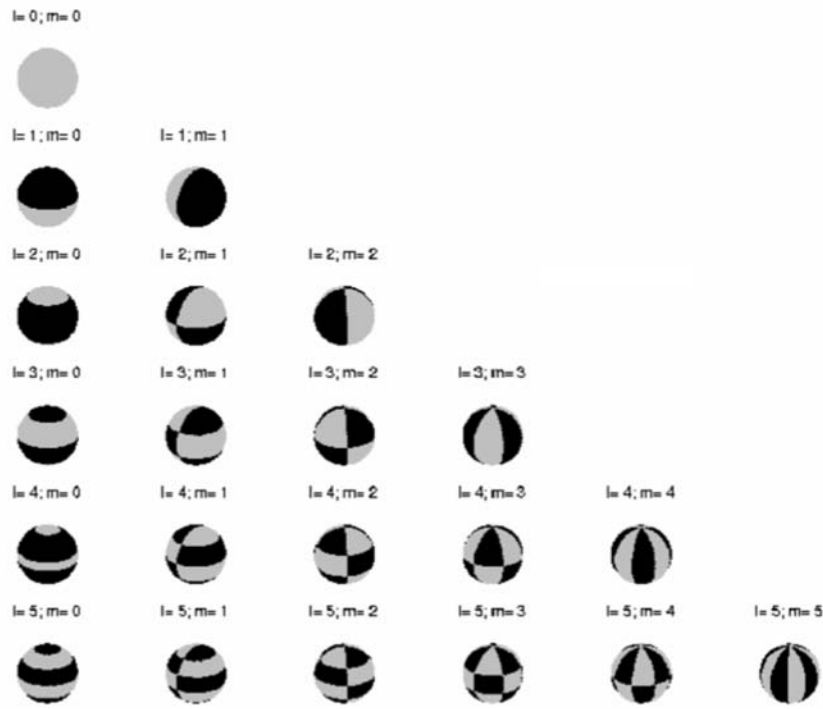 l= 0; m= 0
l= 1; m= 0 l= 1; m= 1
l= 2; m= 0 l= 2; m= 1 l= 2; m= 2
l= 3; m= 0 l= 3; m= 1 l= 3; m= 2 l= 3; m= 3
l= 4; m= 0 l= 4; m= 1 l= 4; m= 2 l= 4; m= 3 l= 4; m= 4
l= 5; m= 0 l= 5; m= 1 l= 5; m= 2 l= 5; m= 3 l= 5; m= 4 l= 5; m= 5